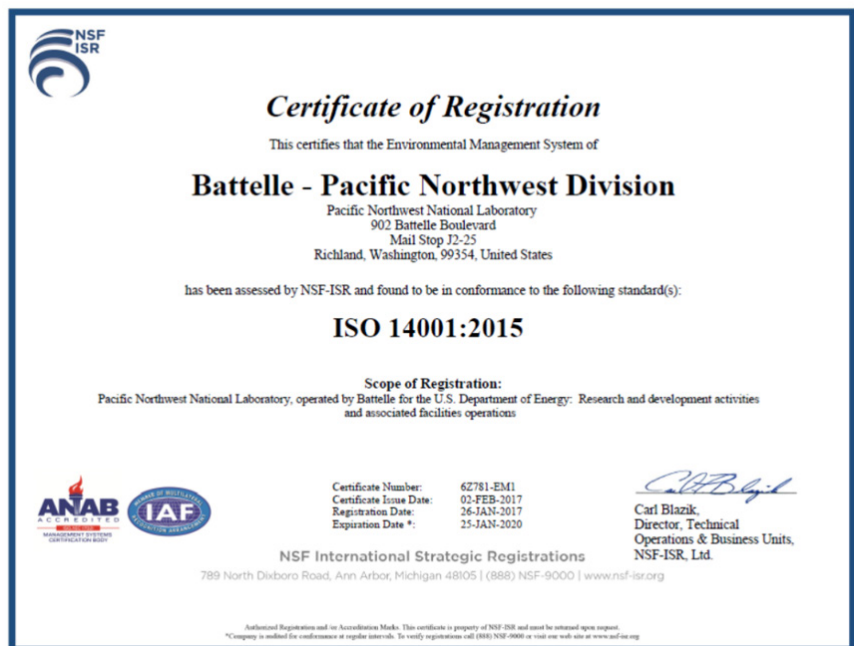 NSF
ISR
Certificate of Registration
This certifies that the Environmental Management System of
Battelle - Pacific Northwest Division
Pacific Northwest National Laboratory
902 Battelle Boulevard
Mail Stop J2-25
Richland, Washington, 99354, United States
has been assessed by NSF-ISR and found to be in conformance to the following standard(s):
ISO 14001:2015
Scope of Registration:
Pacific Northwest National Laboratory, operated by Battelle for the U.S. Department of Energy: Research and development activities
and associated facilities operations
ANAB
ACCREDITED
MANAGEMENT SYSTEMS
CERTIFICATION BODY
MEMBER OF MULTILATERAL
IAF
RECOGNITION ARRANGEMENT
Certificate Number: 6Z781-EM1
Certificate Issue Date: 02-FEB-2017
Registration Date: 26-JAN-2017
Expiration Date *: 25-JAN-2020
Carl Blazik,
Director, Technical
Operations & Business Units,
NSF-ISR, Ltd.
NSF International Strategic Registrations
789 North Dixboro Road, Ann Arbor, Michigan 48105 | (888) NSF-9000 | www.nsf-isr.org
Authorized Registration and/or Accreditation Marks. This certificate is property of NSF-ISR and must be returned upon request.
*Company is audited for conformance at regular intervals. To verify registrations call (888) NSF-9000 or visit our web site at www.nsf-isr.org